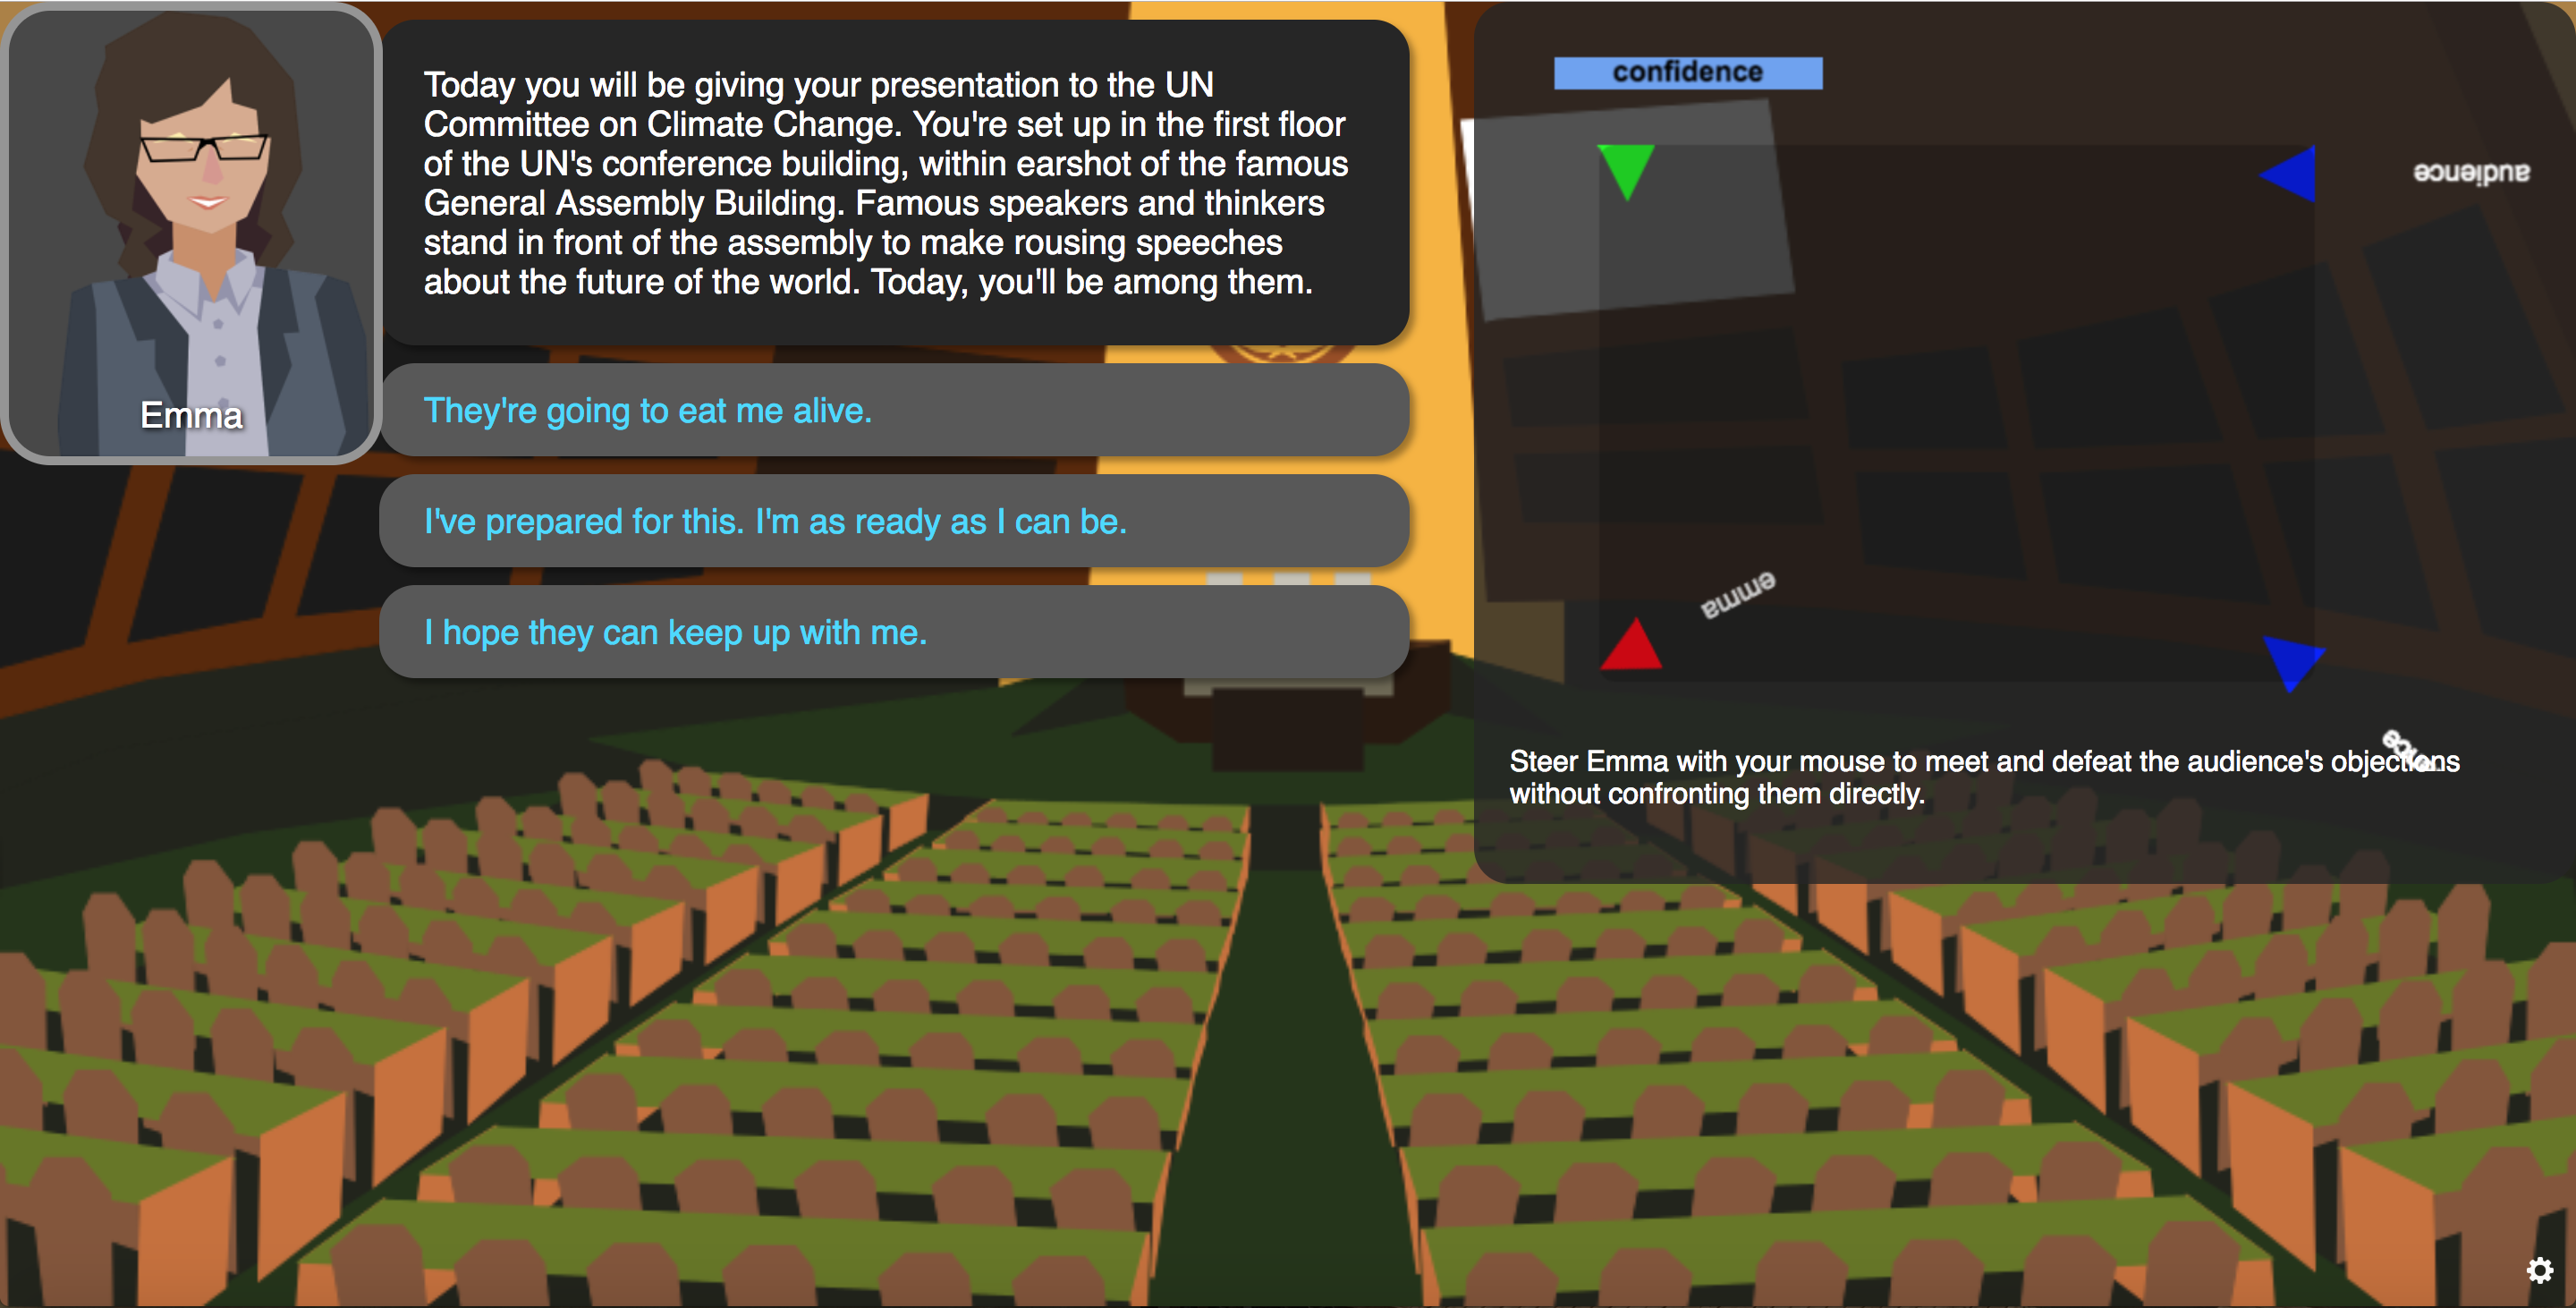 Today you will be giving your presentation to the UN
Committee on Climate Change. You're set up in the first floor
of the UN's conference building, within earshot of the famous
General Assembly Building. Famous speakers and thinkers
stand in front of the assembly to make rousing speeches
about the future of the world. Today, you'll be among them.
Emma
They're going to eat me alive.
I've prepared for this. I'm as ready as I can be.
I hope they can keep up with me.
confidence
audience
emma
Steer Emma with your mouse to meet and defeat the audience's objections
without confronting them directly.